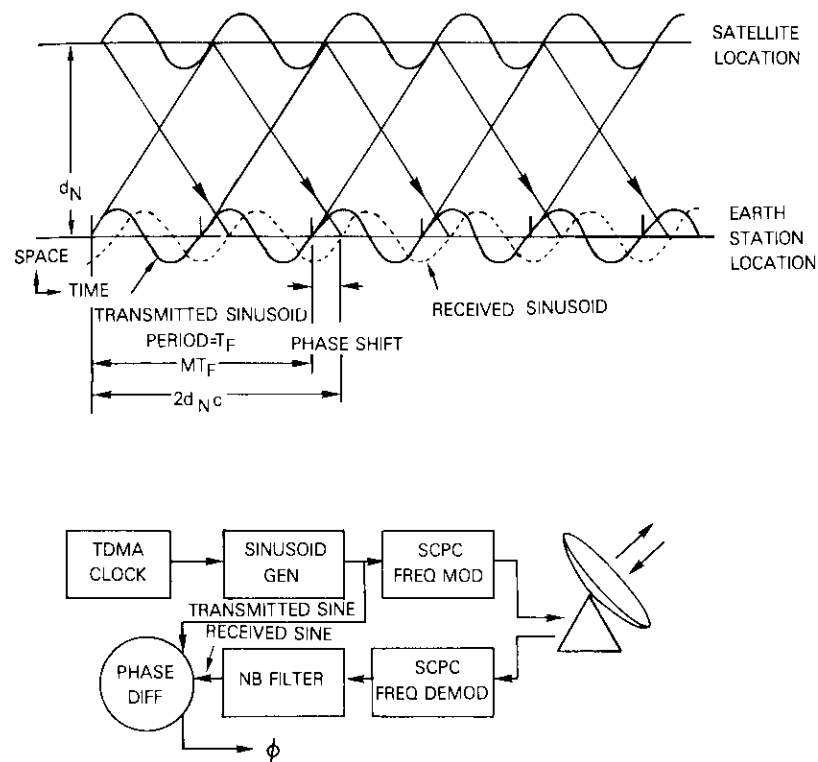 SATELLITE
LOCATION
d_N
EARTH
STATION
LOCATION
SPACE
TIME
TRANSMITTED SINUSOID
PERIOD=T_F
RECEIVED SINUSOID
PHASE SHIFT
MT_F
2d_N c
TDMA
CLOCK
SINUSOID
GEN
SCPC
FREQ MOD
TRANSMITTED SINE
RECEIVED SINE
PHASE
DIFF
NB FILTER
SCPC
FREQ DEMOD
ϕ